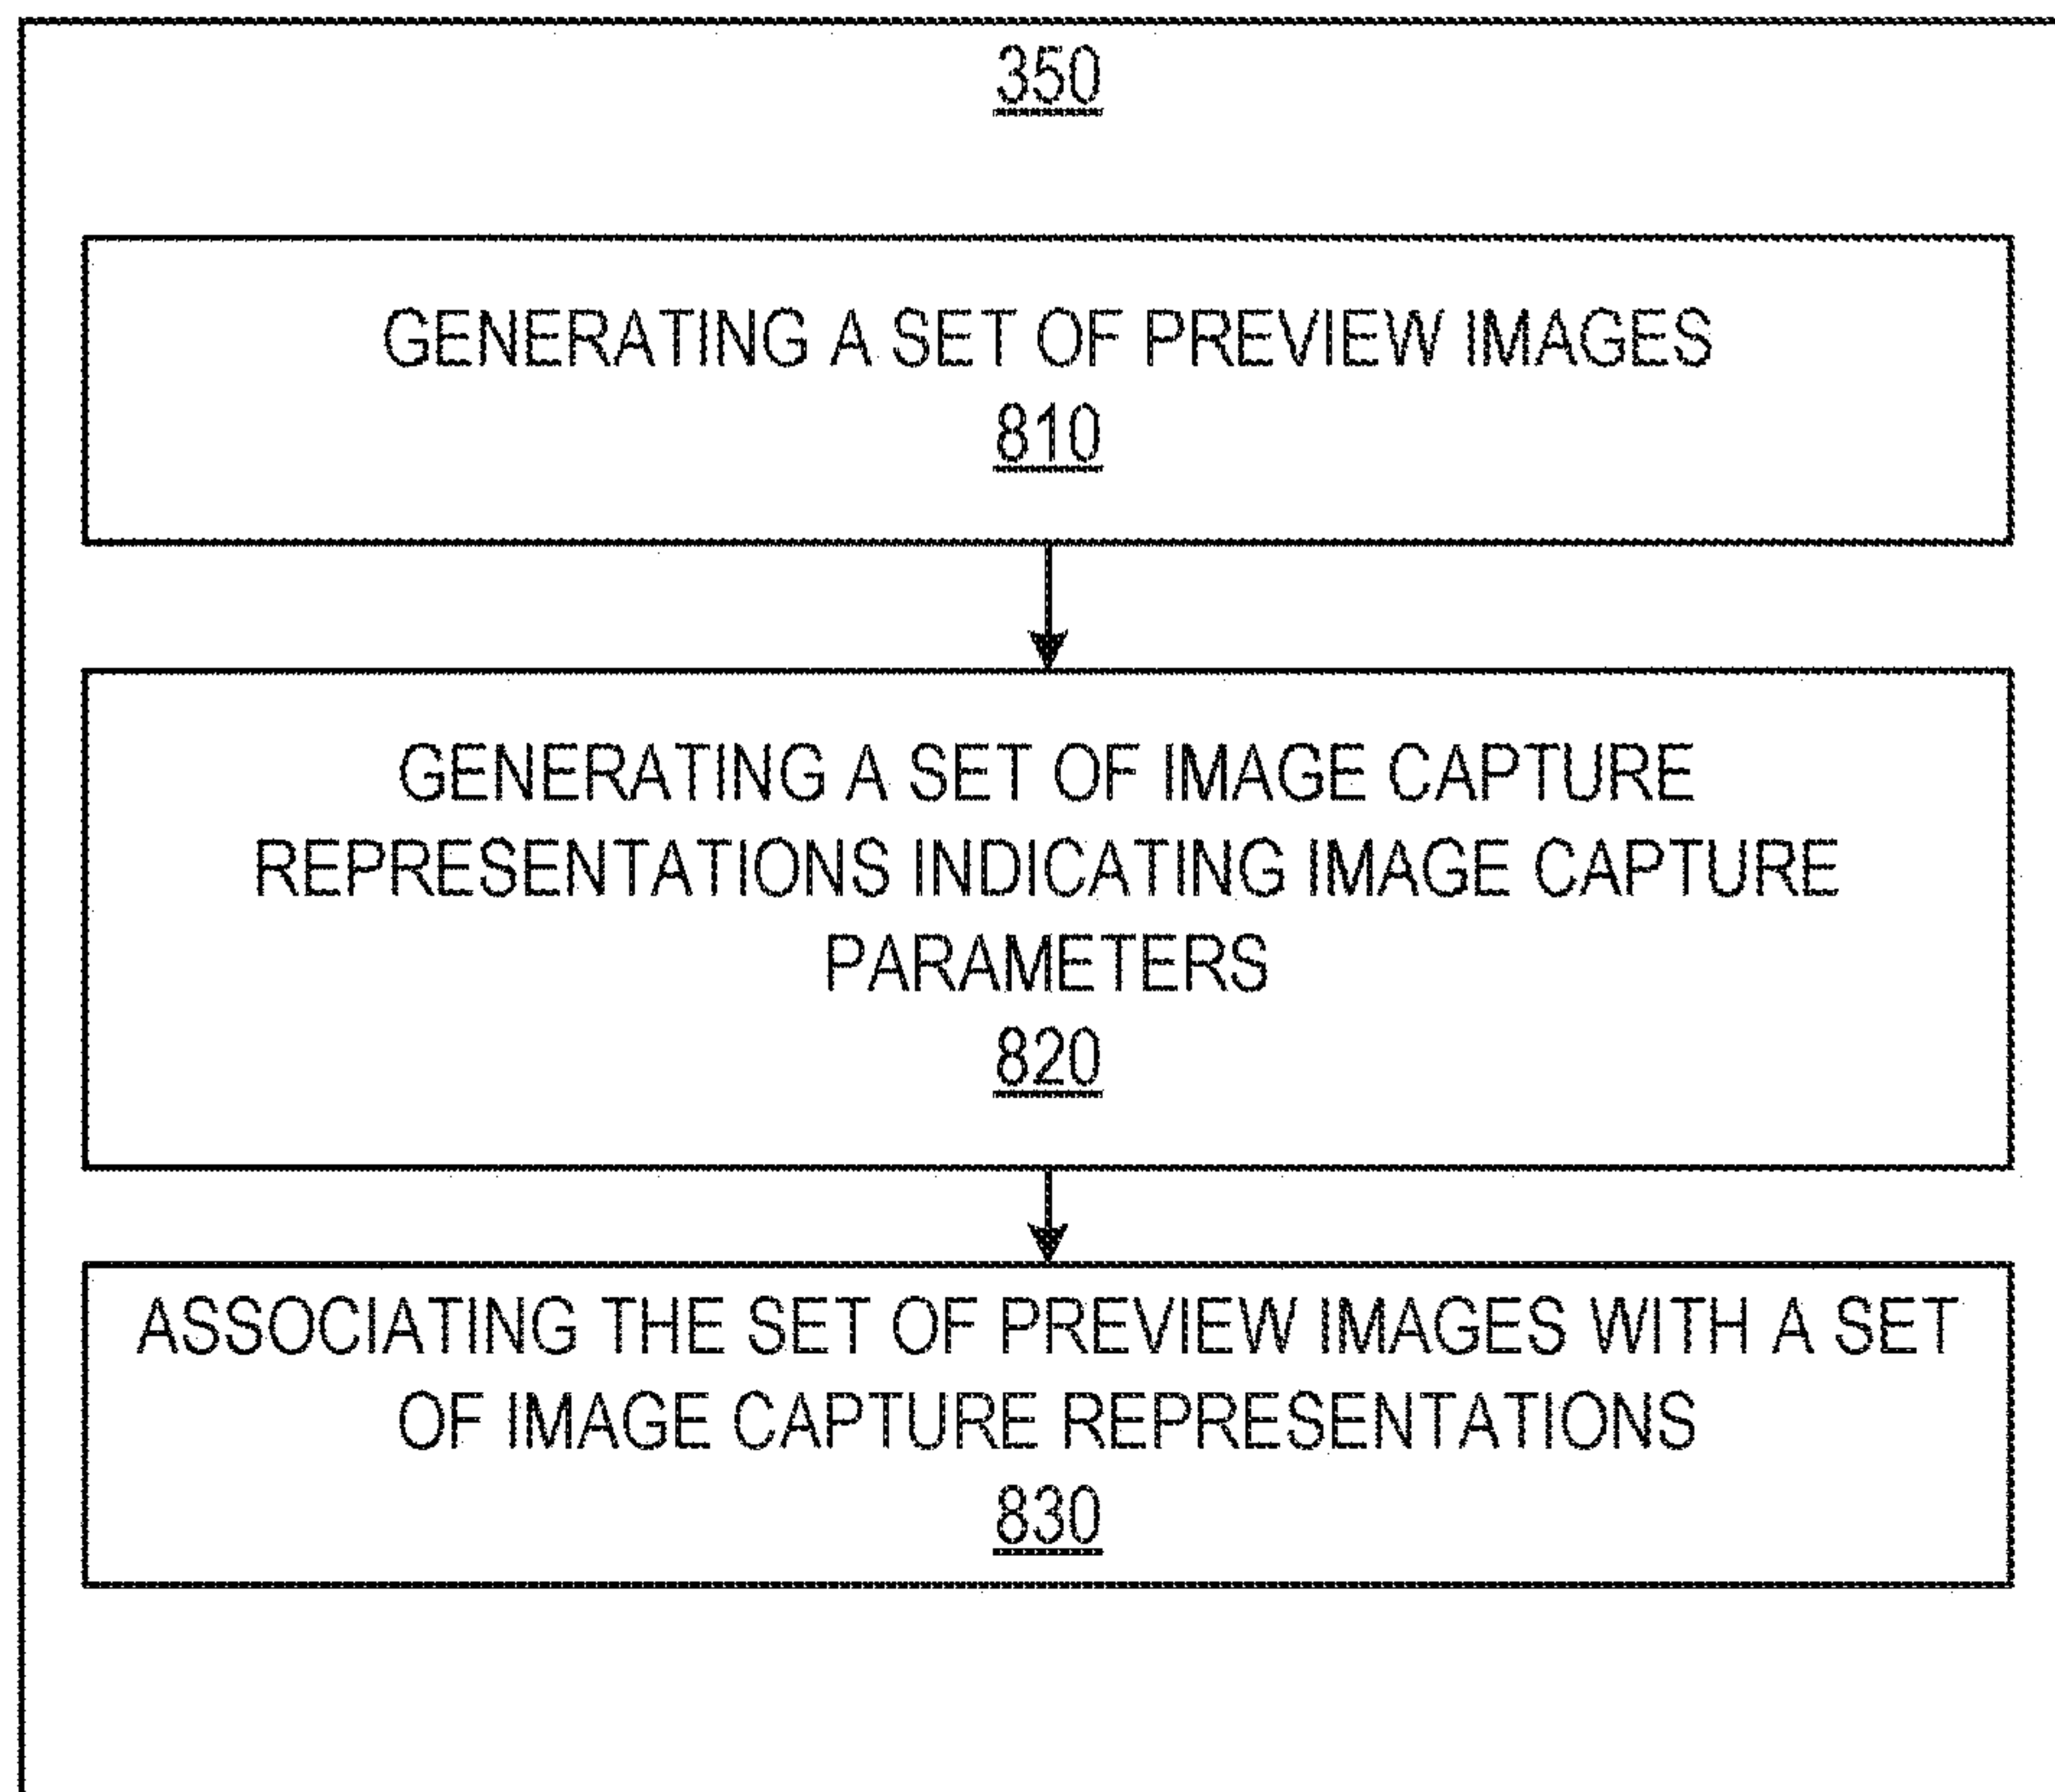 350
GENERATING A SET OF PREVIEW IMAGES
810
GENERATING A SET OF IMAGE CAPTURE
REPRESENTATIONS INDICATING IMAGE CAPTURE
PARAMETERS
820
ASSOCIATING THE SET OF PREVIEW IMAGES WITH A SET
OF IMAGE CAPTURE REPRESENTATIONS
830